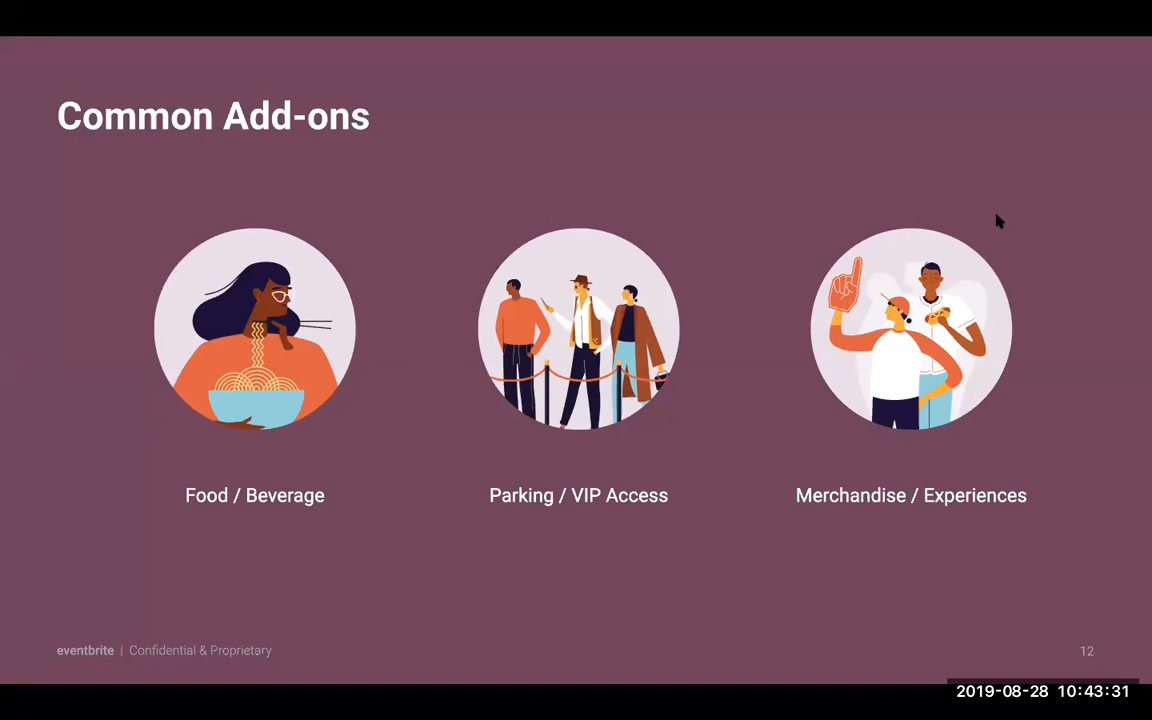 Common Add-ons
Food / Beverage
Parking / VIP Access
Merchandise / Experiences
eventbrite | Confidential & Proprietary
12
2019-08-28 10:43:31